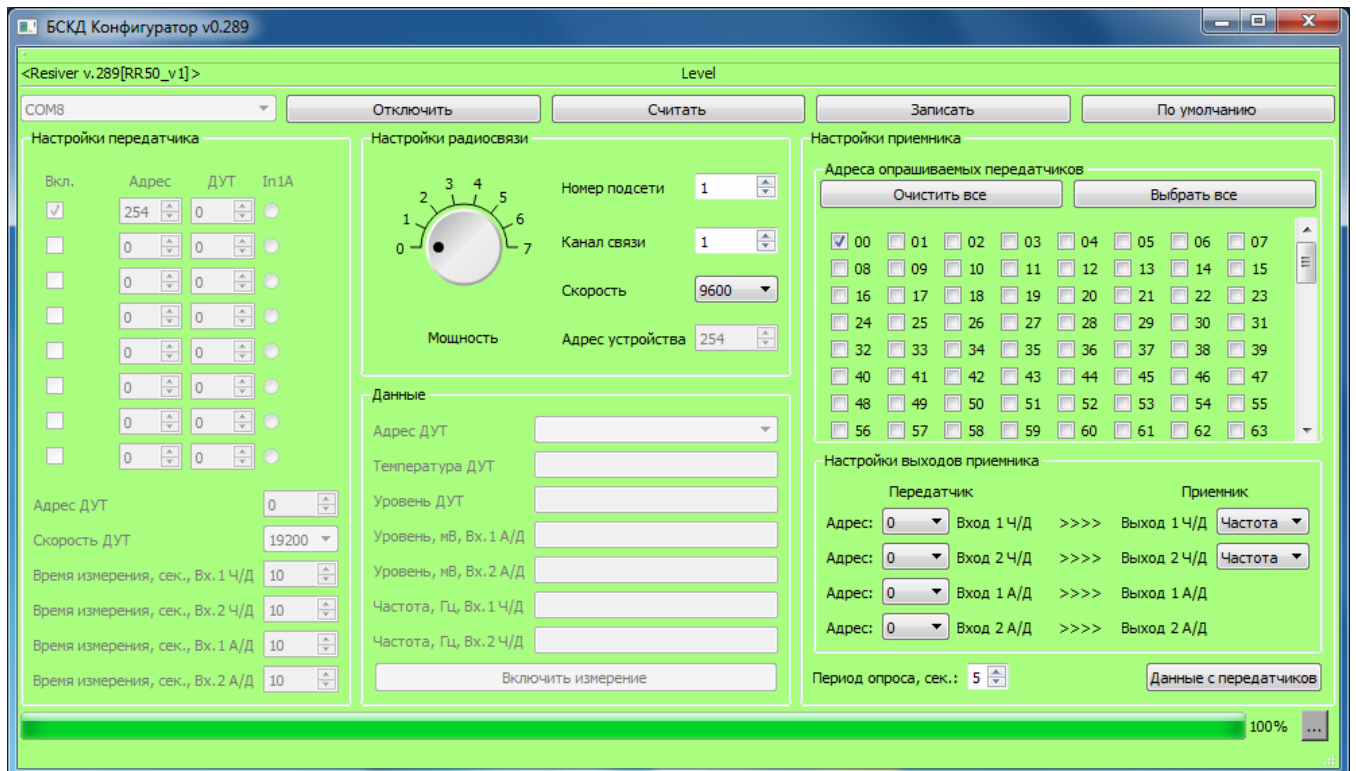 БСКД Конфигуратор v0.289
<Resiver v.289[RR50_v1]> Level
COM8 Отключить Считать Записать По умолчанию
Настройки передатчика
Вкл. Адрес ДУТ In1A
254 0
0 0
0 0
0 0
0 0
0 0
0 0
0 0
Адрес ДУТ 0
Скорость ДУТ 19200
Время измерения, сек., Вх.1 Ч/Д 10
Время измерения, сек., Вх.2 Ч/Д 10
Время измерения, сек., Вх.1 А/Д 10
Время измерения, сек., Вх.2 А/Д 10
Настройки радиосвязи
0 1 2 3 4 5 6 7
Мощность
Номер подсети 1
Канал связи 1
Скорость 9600
Адрес устройства 254
Данные
Адрес ДУТ
Температура ДУТ
Уровень ДУТ
Уровень, мВ, Вх.1 А/Д
Уровень, мВ, Вх.2 А/Д
Частота, Гц, Вх.1 Ч/Д
Частота, Гц, Вх.2 Ч/Д
Включить измерение
Настройки приемника
Адреса опрашиваемых передатчиков
Очистить все Выбрать все
00 01 02 03 04 05 06 07
08 09 10 11 12 13 14 15
16 17 18 19 20 21 22 23
24 25 26 27 28 29 30 31
32 33 34 35 36 37 38 39
40 41 42 43 44 45 46 47
48 49 50 51 52 53 54 55
56 57 58 59 60 61 62 63
Настройки выходов приемника
Передатчик Приемник
Адрес: 0 Вход 1 Ч/Д >>>> Выход 1 Ч/Д Частота
Адрес: 0 Вход 2 Ч/Д >>>> Выход 2 Ч/Д Частота
Адрес: 0 Вход 1 А/Д >>>> Выход 1 А/Д
Адрес: 0 Вход 2 А/Д >>>> Выход 2 А/Д
Период опроса, сек.: 5 Данные с передатчиков
100% ...